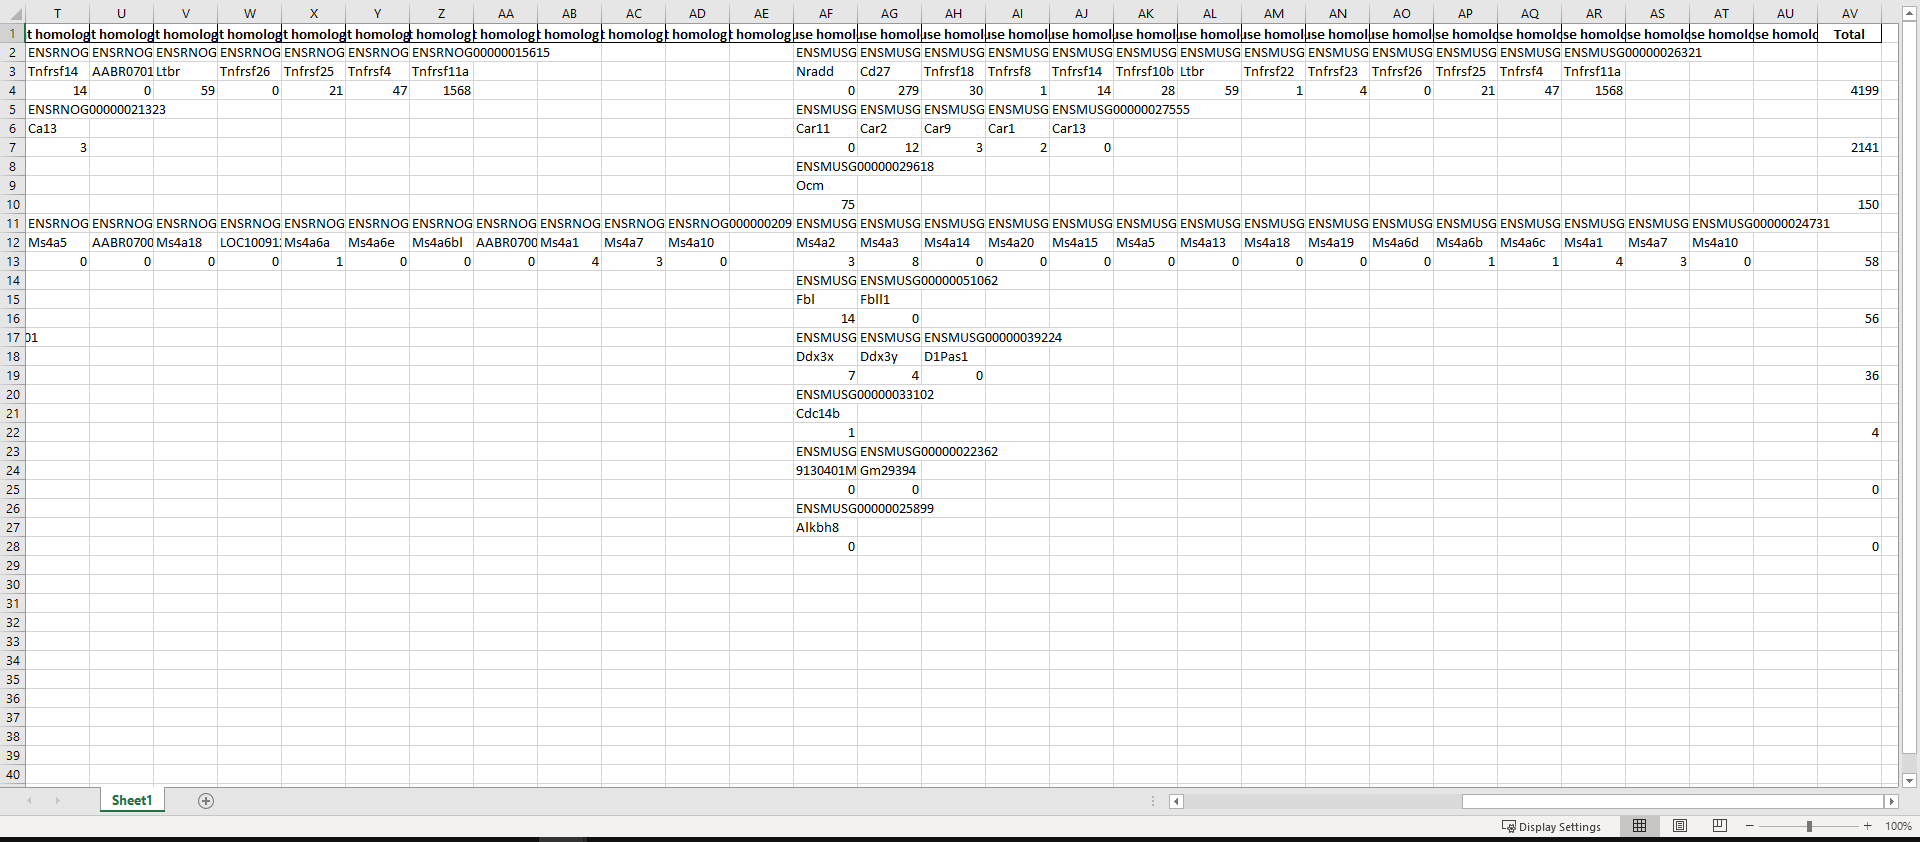 T U V W X Y Z AA AB AC AD AE AF AG AH AI AJ AK AL AM AN AO AP AQ AR AS AT AU AV
1 t homolog t homolog t homolog t homolog t homolog t homolog t homolog t homolog t homolog t homolog t homolog t homolog use homol use homol use homol use homol use homol use homol use homol use homol use homol use homol se homolo se homolo se homolo se homolo se homolo se homolo Total
2 ENSRNOG ENSRNOG ENSRNOG ENSRNOG ENSRNOG ENSRNOG ENSRNOG00000015615 ENSMUSG ENSMUSG ENSMUSG ENSMUSG ENSMUSG ENSMUSG ENSMUSG ENSMUSG ENSMUSG ENSMUSG ENSMUSG ENSMUSG ENSMUSG00000026321
3 Tnfrsf14 AABR0701 Ltbr Tnfrsf26 Tnfrsf25 Tnfrsf4 Tnfrsf11a Nradd Cd27 Tnfrsf18 Tnfrsf8 Tnfrsf14 Tnfrsf10b Ltbr Tnfrsf22 Tnfrsf23 Tnfrsf26 Tnfrsf25 Tnfrsf4 Tnfrsf11a
4 14 0 59 0 21 47 1568 0 279 30 1 14 28 59 1 4 0 21 47 1568 4199
5 ENSRNOG00000021323 ENSMUSG ENSMUSG ENSMUSG ENSMUSG ENSMUSG00000027555
6 Ca13 Car11 Car2 Car9 Car1 Car13
7 3 0 12 3 2 0 2141
8 ENSMUSG00000029618
9 Ocm
10 75 150
11 ENSRNOG ENSRNOG ENSRNOG ENSRNOG ENSRNOG ENSRNOG ENSRNOG ENSRNOG ENSRNOG ENSRNOG ENSRNOG000000209 ENSMUSG ENSMUSG ENSMUSG ENSMUSG ENSMUSG ENSMUSG ENSMUSG ENSMUSG ENSMUSG ENSMUSG ENSMUSG ENSMUSG ENSMUSG ENSMUSG ENSMUSG00000024731
12 Ms4a5 AABR0700 Ms4a18 LOC10091 Ms4a6a Ms4a6e Ms4a6bl AABR0700 Ms4a1 Ms4a7 Ms4a10 Ms4a2 Ms4a3 Ms4a14 Ms4a20 Ms4a15 Ms4a5 Ms4a13 Ms4a18 Ms4a19 Ms4a6d Ms4a6b Ms4a6c Ms4a1 Ms4a7 Ms4a10
13 0 0 0 0 1 0 0 0 4 3 0 3 8 0 0 0 0 0 0 0 0 1 1 4 3 0 58
14 ENSMUSG ENSMUSG00000051062
15 Fbl Fbll1
16 14 0 56
17 01 ENSMUSG ENSMUSG ENSMUSG00000039224
18 Ddx3x Ddx3y D1Pas1
19 7 4 0 36
20 ENSMUSG00000033102
21 Cdc14b
22 1 4
23 ENSMUSG ENSMUSG00000022362
24 9130401M Gm29394
25 0 0 0
26 ENSMUSG00000025899
27 Alkbh8
28 0 0
29
30
31
32
33
34
35
36
37
38
39
40
Sheet1
Display Settings 100%